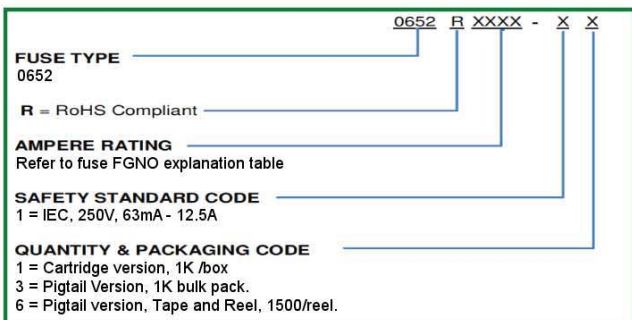 0652 R XXXX - X X
FUSE TYPE
0652
R = RoHS Compliant
AMPERE RATING
Refer to fuse FGNO explanation table
SAFETY STANDARD CODE
1 = IEC, 250V, 63mA - 12.5A
QUANTITY & PACKAGING CODE
1 = Cartridge version, 1K /box
3 = Pigtail Version, 1K bulk pack.
6 = Pigtail version, Tape and Reel, 1500/reel.